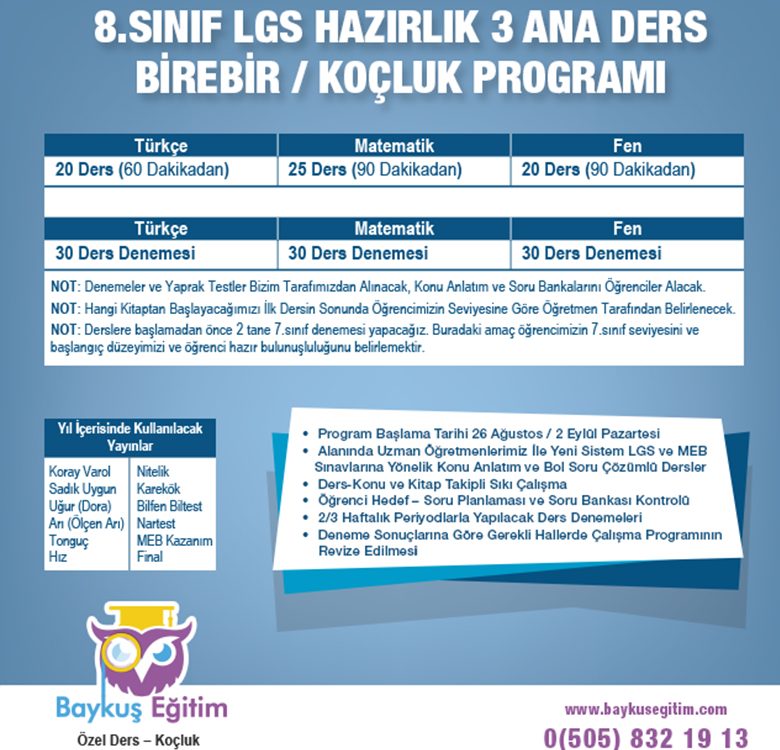 8.SINIF LGS HAZIRLIK 3 ANA DERS
BİREBİR / KOÇLUK PROGRAMI
Türkçe Matematik Fen
20 Ders (60 Dakikadan) 25 Ders (90 Dakikadan) 20 Ders (90 Dakikadan)
Türkçe Matematik Fen
30 Ders Denemesi 30 Ders Denemesi 30 Ders Denemesi
NOT: Denemeler ve Yaprak Testler Bizim Tarafımızdan Alınacak, Konu Anlatım ve Soru Bankalarını Öğrenciler Alacak.
NOT: Hangi Kitaptan Başlayacağımızı İlk Dersin Sonunda Öğrencimizin Seviyesine Göre Öğretmen Tarafından Belirlenecek.
NOT: Derslere başlamadan önce 2 tane 7.sınıf denemesi yapacağız. Buradaki amaç öğrencimizin 7.sınıf seviyesini ve
başlangıç düzeyimizi ve öğrenci hazır bulunuşluluğunu belirlemektir.
Yıl İçerisinde Kullanılacak
Yayınlar
Koray Varol Nitelik
Sadık Uygun Karekök
Uğur (Dora) Bilfen Biltest
Arı (Ölçen Arı) Nartest
Tonguç MEB Kazanım
Hız Final
• Program Başlama Tarihi 26 Ağustos / 2 Eylül Pazartesi
• Alanında Uzman Öğretmenlerimiz İle Yeni Sistem LGS ve MEB
Sınavlarına Yönelik Konu Anlatım ve Bol Soru Çözümlü Dersler
• Ders-Konu ve Kitap Takipli Sıkı Çalışma
• Öğrenci Hedef – Soru Planlaması ve Soru Bankası Kontrolü
• 2/3 Haftalık Periyodlarla Yapılacak Ders Denemeleri
• Deneme Sonuçlarına Göre Gerekli Hallerde Çalışma Programının
Revize Edilmesi
Baykuş Eğitim
Özel Ders – Koçluk
www.baykusegitim.com
0(505) 832 19 13